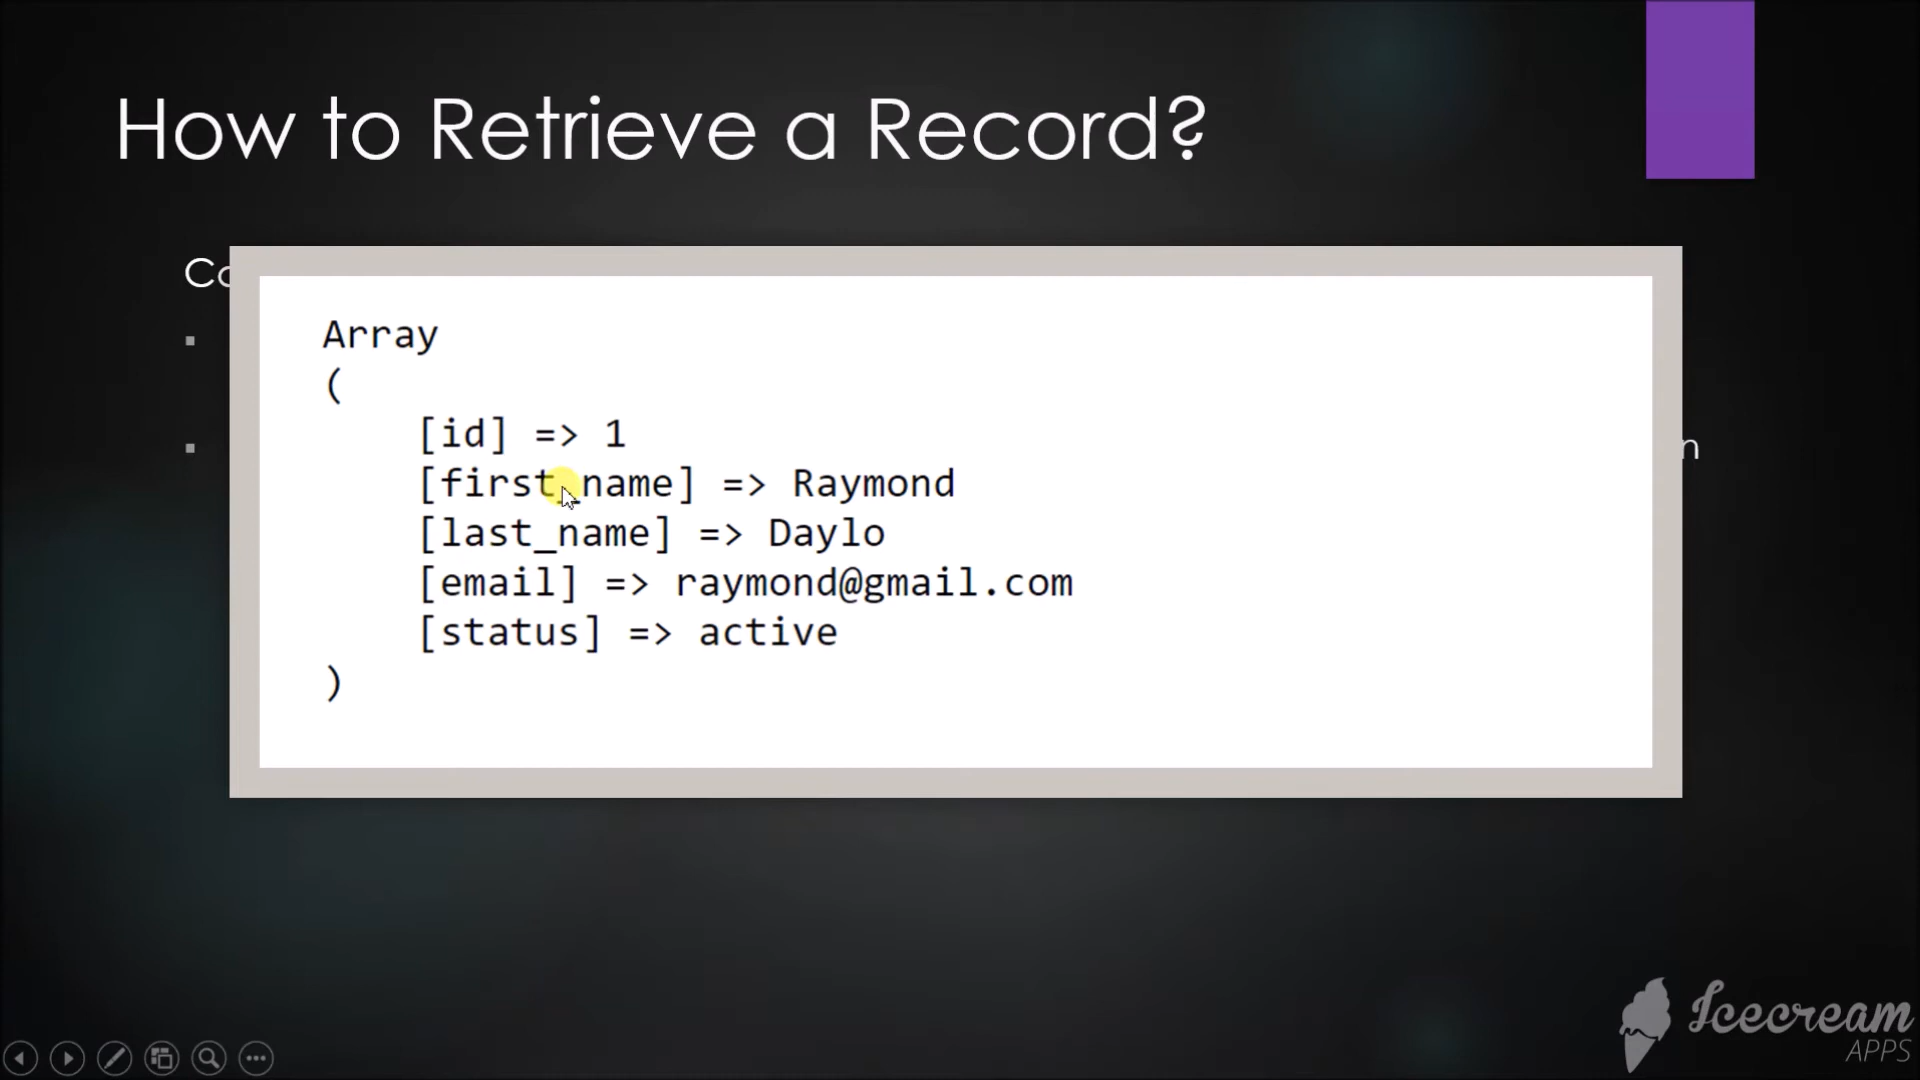 How to Retrieve a Record?
Array
(
[id] => 1
[first_name] => Raymond
[last_name] => Daylo
[email] => raymond@gmail.com
[status] => active
)
Icecream
APPS